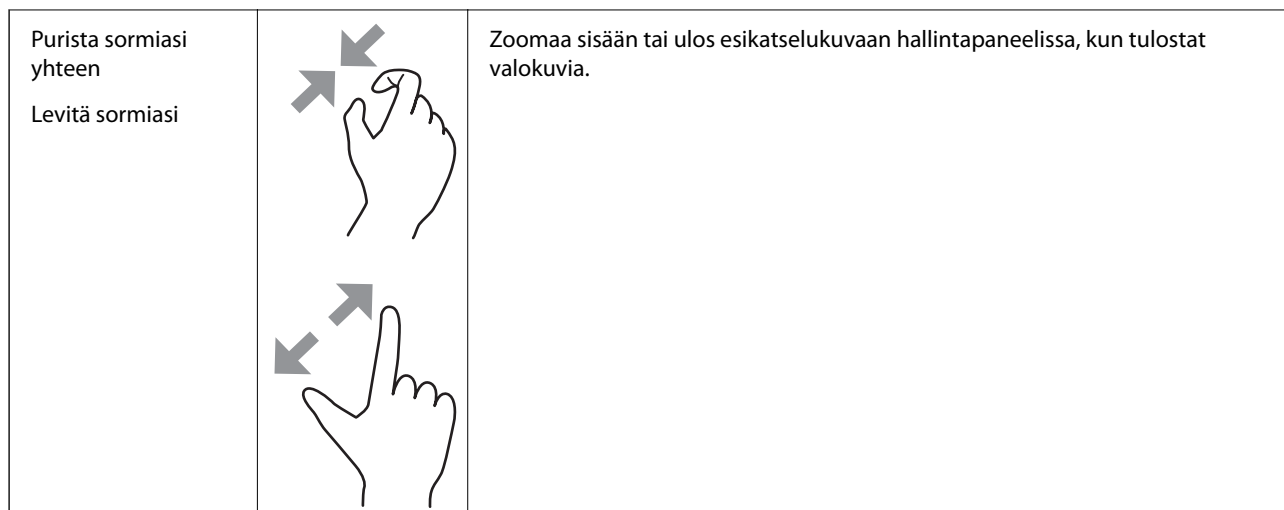 Purista sormiasi
yhteen
Levitä sormiasi
Zoomaa sisään tai ulos esikatselukuvaan hallintapaneelissa, kun tulostat
valokuvia.